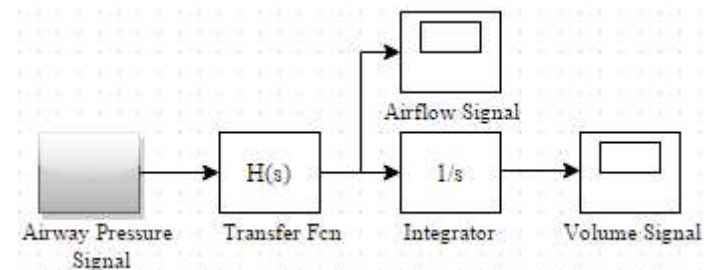 Airflow Signal
H(s)
1/s
Airway Pressure
Signal
Transfer Fcn
Integrator
Volume Signal